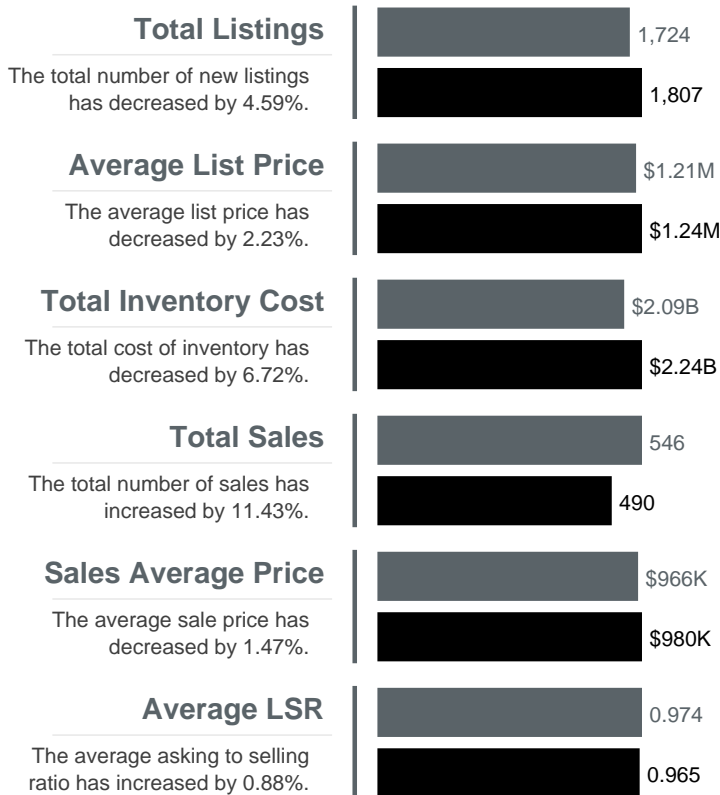 Total Listings
The total number of new listings
has decreased by 4.59%.
1,724
1,807
Average List Price
The average list price has
decreased by 2.23%.
$1.21M
$1.24M
Total Inventory Cost
The total cost of inventory has
decreased by 6.72%.
$2.09B
$2.24B
Total Sales
The total number of sales has
increased by 11.43%.
546
490
Sales Average Price
The average sale price has
decreased by 1.47%.
$966K
$980K
Average LSR
The average asking to selling
ratio has increased by 0.88%.
0.974
0.965